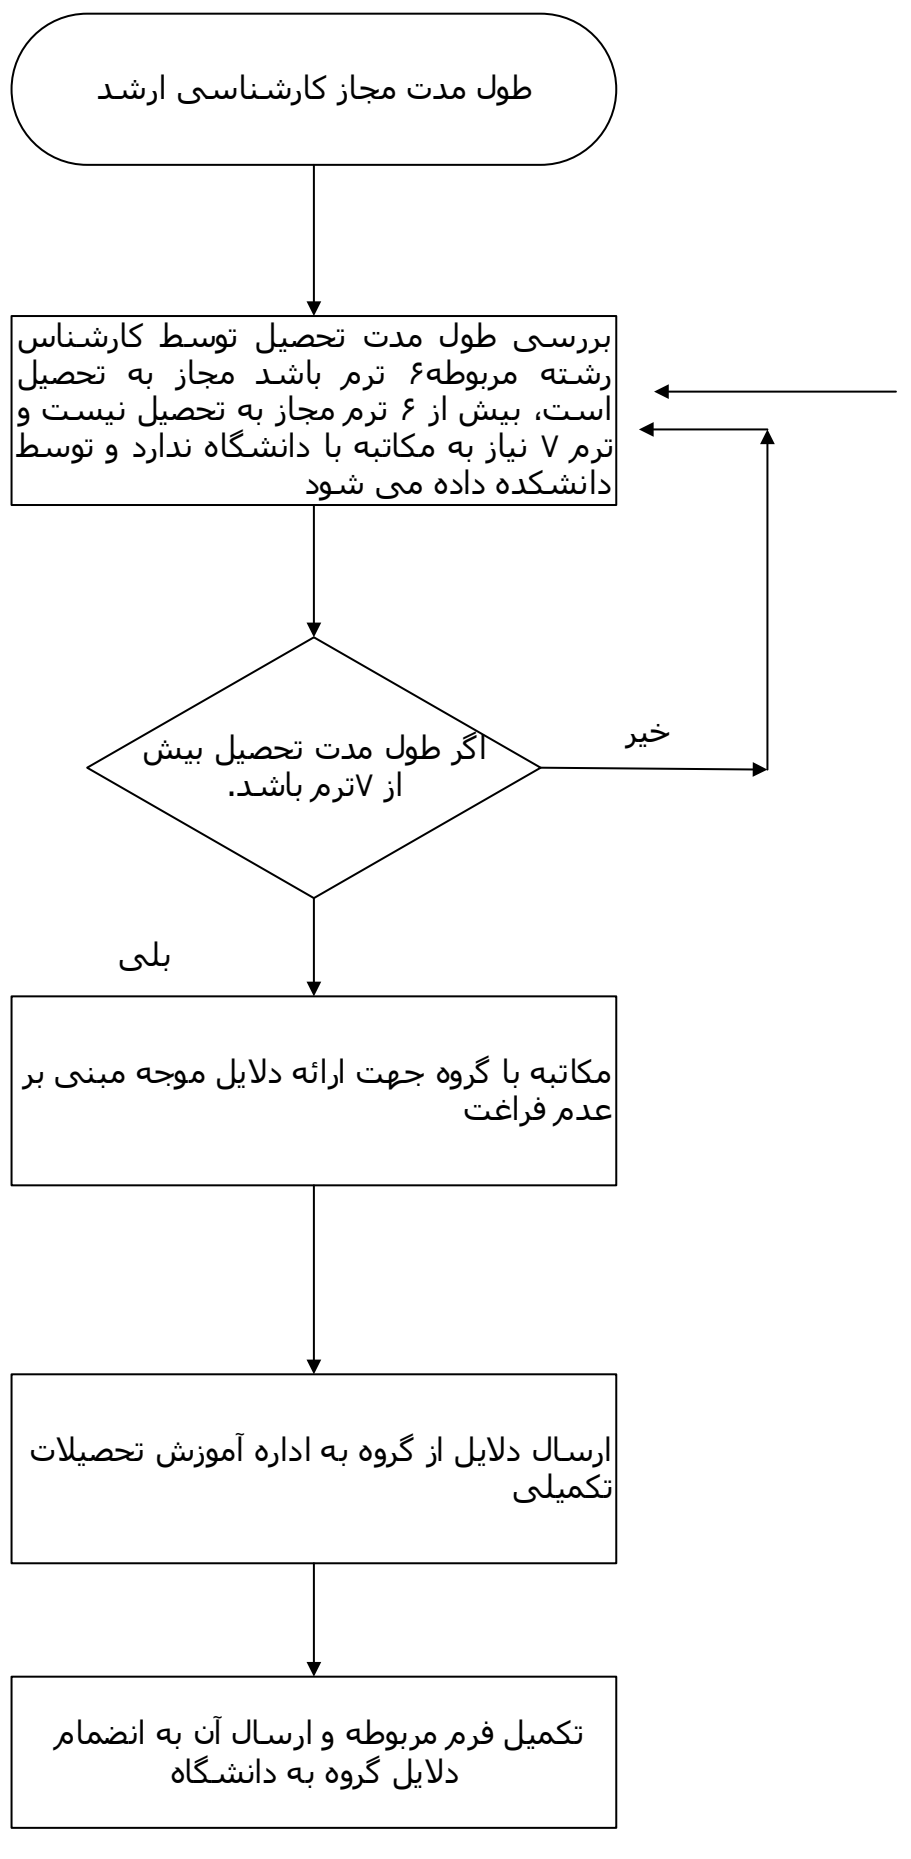 طول مدت مجاز کارشناسی ارشد
بررسی طول مدت تحصیل توسط کارشناس
رشته مربوطه۶ ترم باشد مجاز به تحصیل
است، بیش از ۶ ترم مجاز به تحصیل نیست و
ترم ۷ نیاز به مکاتبه با دانشگاه ندارد و توسط
دانشکده داده می شود
اگر طول مدت تحصیل بیش
از ۷ترم باشد.
خیر
بلی
مکاتبه با گروه جهت ارائه دلایل موجه مبنی بر
عدم فراغت
ارسال دلایل از گروه به اداره آموزش تحصیلات
تکمیلی
تکمیل فرم مربوطه و ارسال آن به انضمام
دلایل گروه به دانشگاه